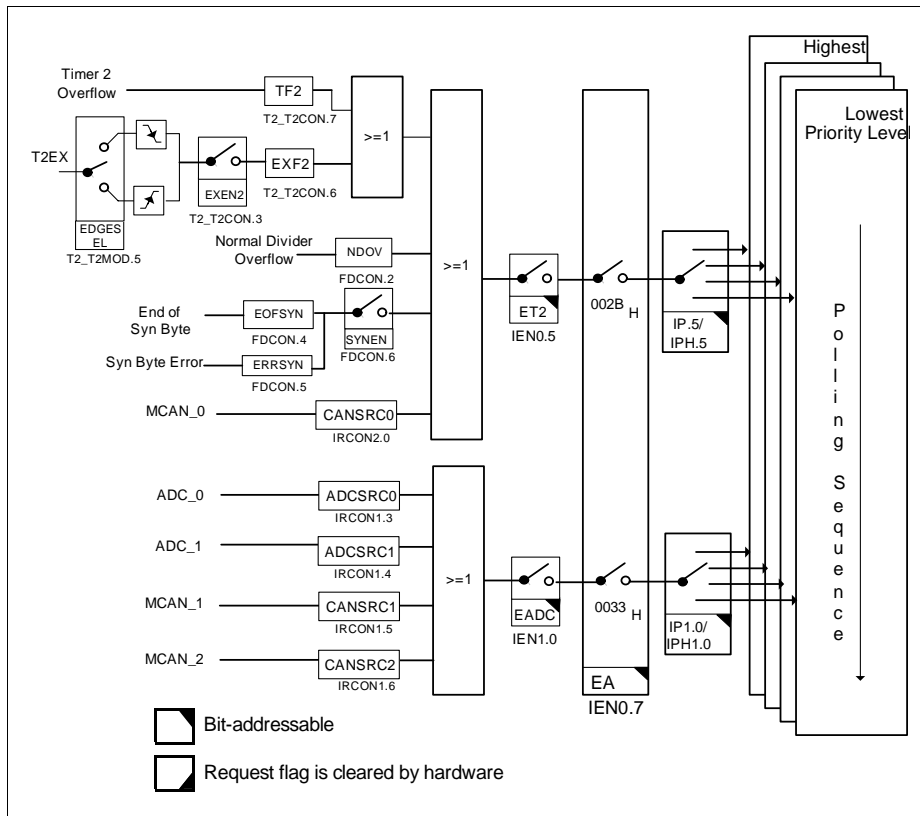 Highest
Lowest
Priority Level
Timer 2
Overflow
TF2
T2_T2CON.7
>=1
T2EX
EDGES
EL
T2_T2MOD.5
EXEN2
T2_T2CON.3
EXF2
T2_T2CON.6
Normal Divider
Overflow
NDOV
FDCON.2
>=1
End of
Syn Byte
EOFSYN
FDCON.4
SYNEN
FDCON.6
Syn Byte Error
ERRSYN
FDCON.5
MCAN_0
CANSRC0
IRCON2.0
ET2
IEN0.5
002B
H
IP.5/
IPH.5
ADC_0
ADCSRC0
IRCON1.3
ADC_1
ADCSRC1
IRCON1.4
MCAN_1
CANSRC1
IRCON1.5
MCAN_2
CANSRC2
IRCON1.6
>=1
EADC
IEN1.0
0033
H
IP1.0/
IPH1.0
EA
IEN0.7
Polling Sequence
Bit-addressable
Request flag is cleared by hardware